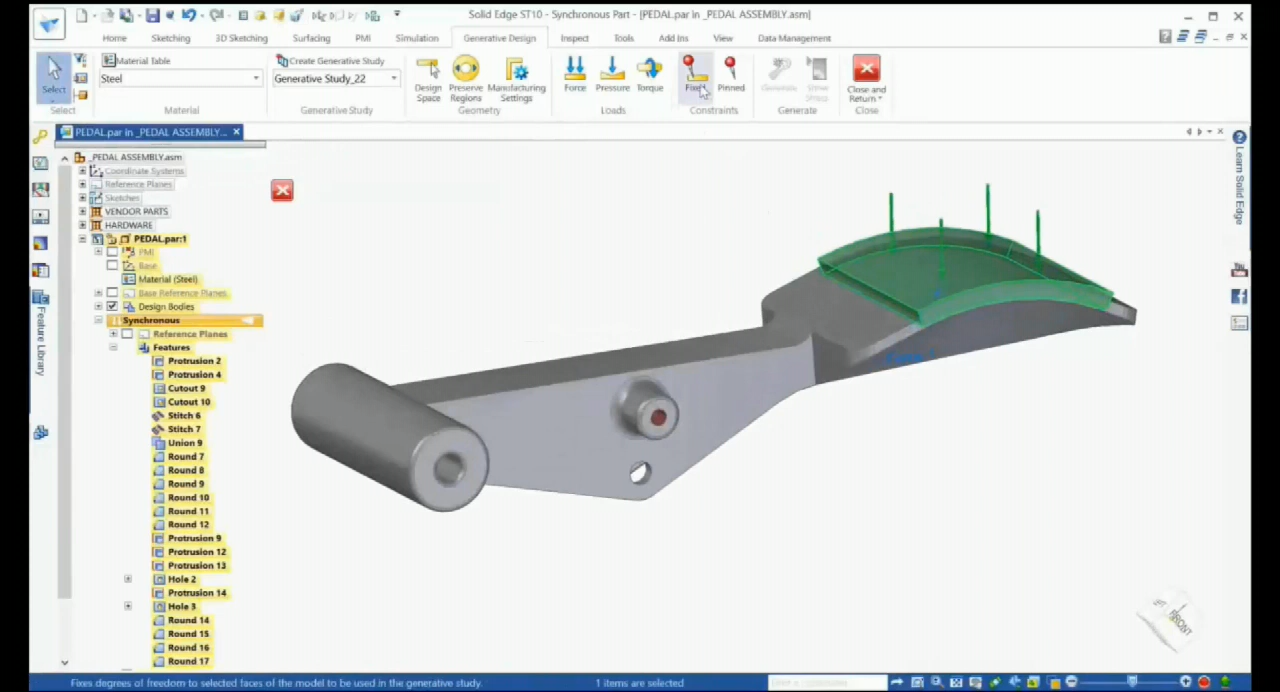 Solid Edge ST10 - Synchronous Part - [PEDAL.par in _PEDAL ASSEMBLY.asm]
Home Sketching 3D Sketching Surfacing PMI Simulation Generative Design Inspect Tools Add Ins View Data Management
Select
Select
Material Table
Steel
Material
Create Generative Study
Generative Study_22
Generative Study
Design Space
Preserve Regions
Manufacturing Settings
Geometry
Force
Pressure
Torque
Loads
Fixed
Pinned
Constraints
Generate
Generate
Close and Return
Close
PEDAL.par in _PEDAL ASSEMBLY...
_PEDAL ASSEMBLY.asm
Coordinate Systems
Reference Planes
Sketches
VENDOR PARTS
HARDWARE
PEDAL.par:1
PMI
Base
Material (Steel)
Base Reference Planes
Design Bodies
Synchronous
Reference Planes
Features
Protrusion 2
Protrusion 4
Cutout 9
Cutout 10
Stitch 6
Stitch 7
Union 9
Round 7
Round 8
Round 9
Round 10
Round 11
Round 12
Protrusion 9
Protrusion 12
Protrusion 13
Hole 2
Protrusion 14
Hole 3
Round 14
Round 15
Round 16
Round 17
Feature Library
Learn Solid Edge
You
FRONT
Fixes degrees of freedom to selected faces of the model to be used in the generative study.
1 items are selected